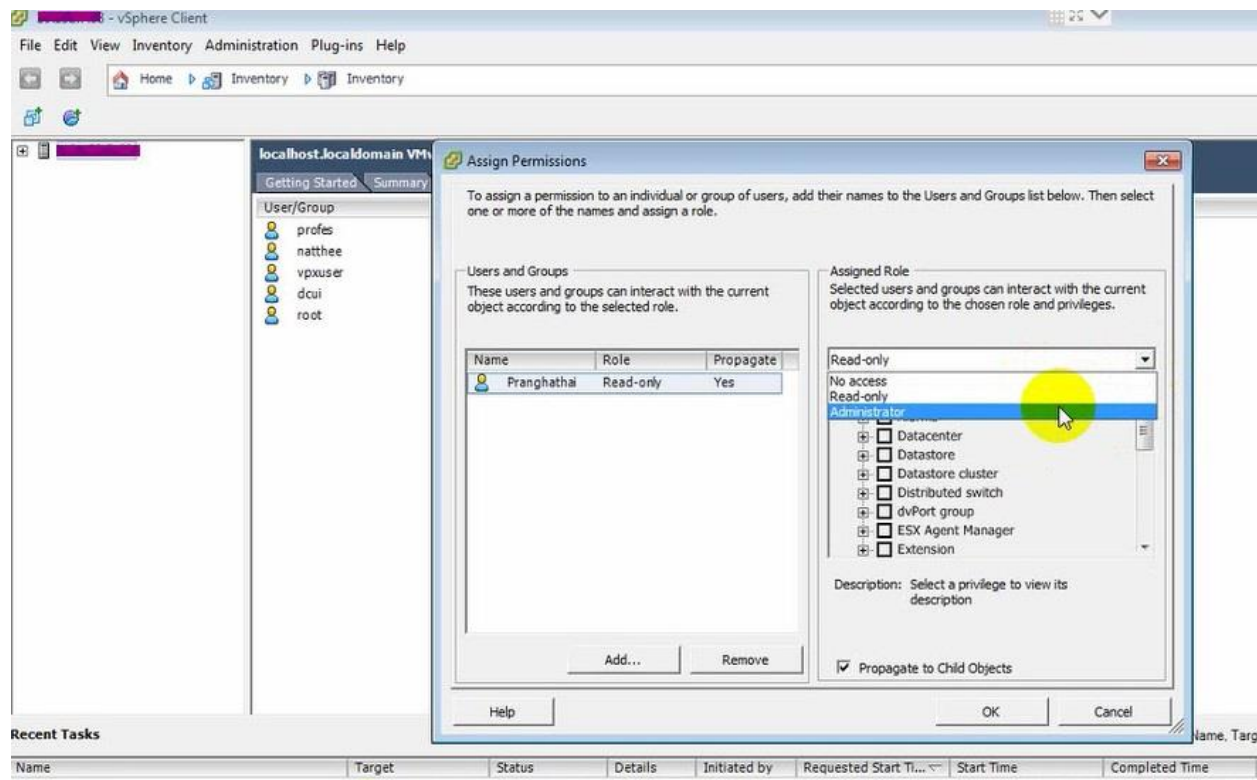 - vSphere Client
File Edit View Inventory Administration Plug-ins Help
Home Inventory Inventory
localhost.localdomain VM
Getting Started Summary
User/Group
profes
natthee
vpxuser
dcui
root
Assign Permissions
To assign a permission to an individual or group of users, add their names to the Users and Groups list below. Then select
one or more of the names and assign a role.
Users and Groups
These users and groups can interact with the current
object according to the selected role.
Name Role Propagate
Pranghathai Read-only Yes
Add...
Remove
Assigned Role
Selected users and groups can interact with the current
object according to the chosen role and privileges.
Read-only
No access
Read-only
Administrator
Datacenter
Datastore
Datastore cluster
Distributed switch
dvPort group
ESX Agent Manager
Extension
Description: Select a privilege to view its
description
Propagate to Child Objects
Help
OK
Cancel
Recent Tasks
Name, Targ
Name Target Status Details Initiated by Requested Start Ti... Start Time Completed Time